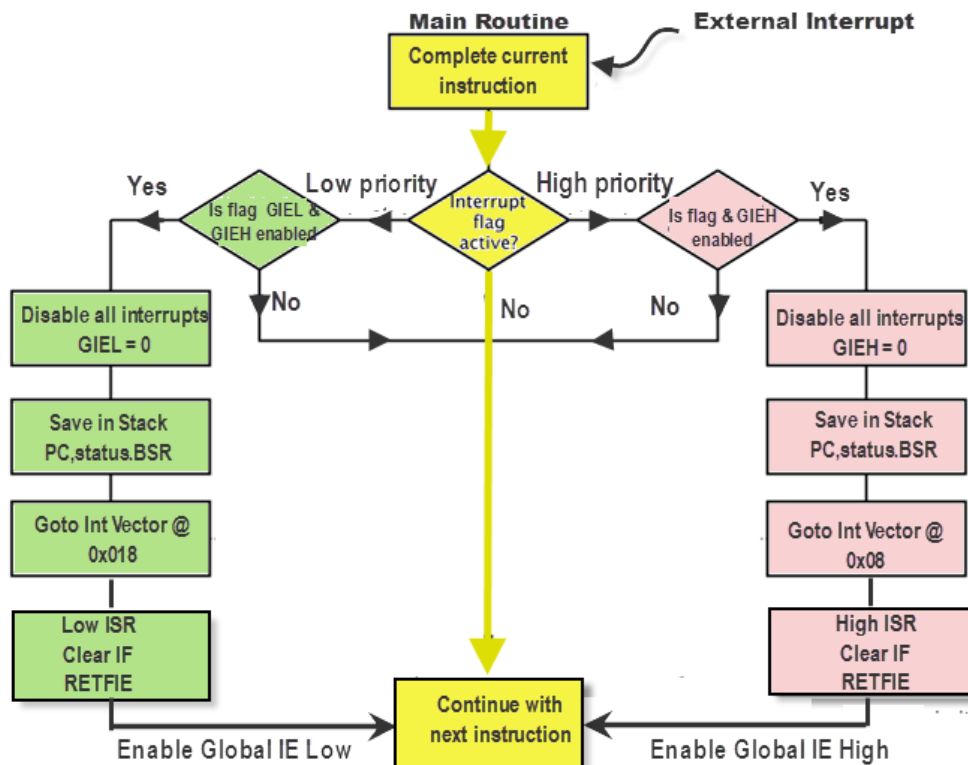 Main Routine
External Interrupt
Complete current
instruction
Yes
Low priority
High priority
Yes
Is flag GIEL &
GIEH enabled
Interrupt
flag
active?
Is flag & GIEH
enabled
No
No
No
Disable all interrupts
GIEL = 0
Disable all interrupts
GIEH = 0
Save in Stack
PC,status.BSR
Save in Stack
PC,status.BSR
Goto Int Vector @
0x018
Goto Int Vector @
0x08
Low ISR
Clear IF
RETFIE
High ISR
Clear IF
RETFIE
Continue with
next instruction
Enable Global IE Low
Enable Global IE High